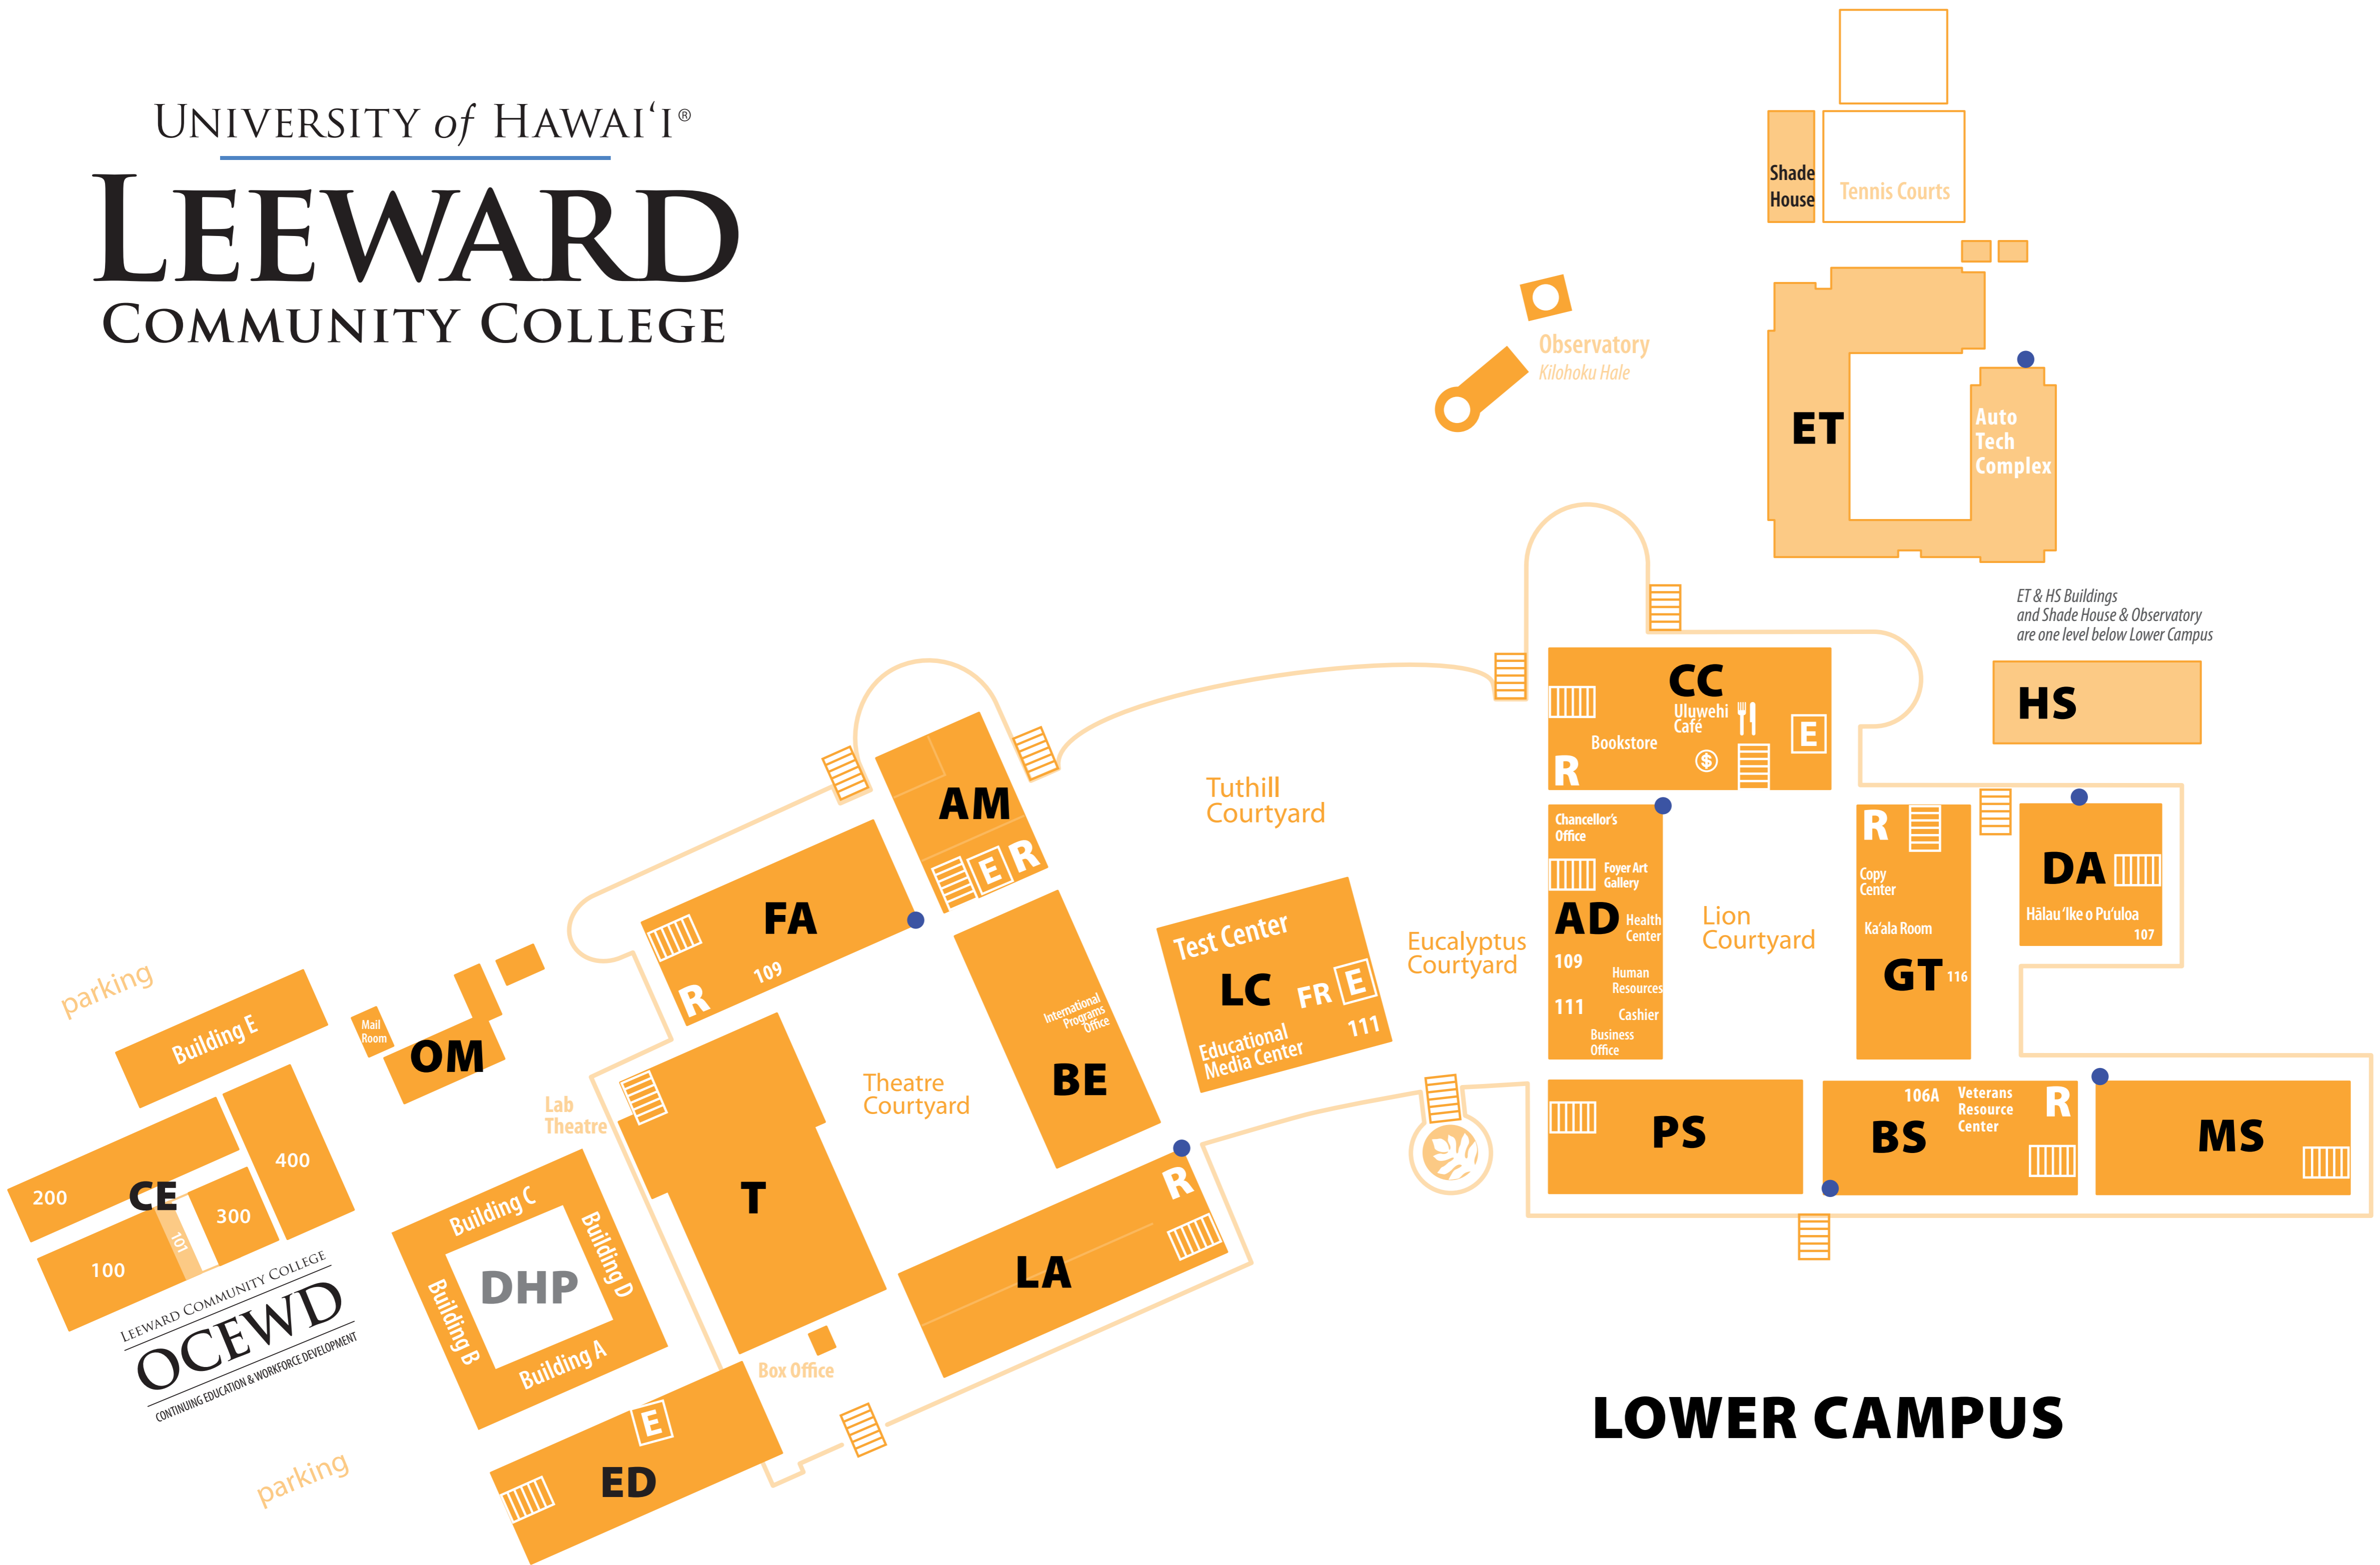 UNIVERSITY of HAWAIʻI®
LEEWARD
COMMUNITY COLLEGE
Shade
House
Tennis Courts
Observatory
Kilohoku Hale
ET
Auto
Tech
Complex
ET & HS Buildings
and Shade House & Observatory
are one level below Lower Campus
HS
CC
Uluwehi
Café
Bookstore
$
E
R
Tuthill
Courtyard
AM
E
R
FA
109
R
Chancellor's
Office
Foyer Art
Gallery
AD
Health
Center
109
Human
Resources
111
Cashier
Business
Office
Lion
Courtyard
R
Copy
Center
Ka'ala Room
GT
116
DA
Hālau 'Ike o Pu'uloa
107
Test Center
LC
FR
E
Educational
Media Center
111
Eucalyptus
Courtyard
International
Programs
Office
BE
Theatre
Courtyard
parking
Building E
Mail
Room
OM
Lab
Theatre
T
PS
106A
Veterans
Resource
Center
R
BS
MS
200
CE
400
300
101
100
LEEWARD COMMUNITY COLLEGE
OCEWD
CONTINUING EDUCATION & WORKFORCE DEVELOPMENT
Building C
Building D
DHP
Building B
Building A
R
LA
Box Office
E
ED
parking
LOWER CAMPUS